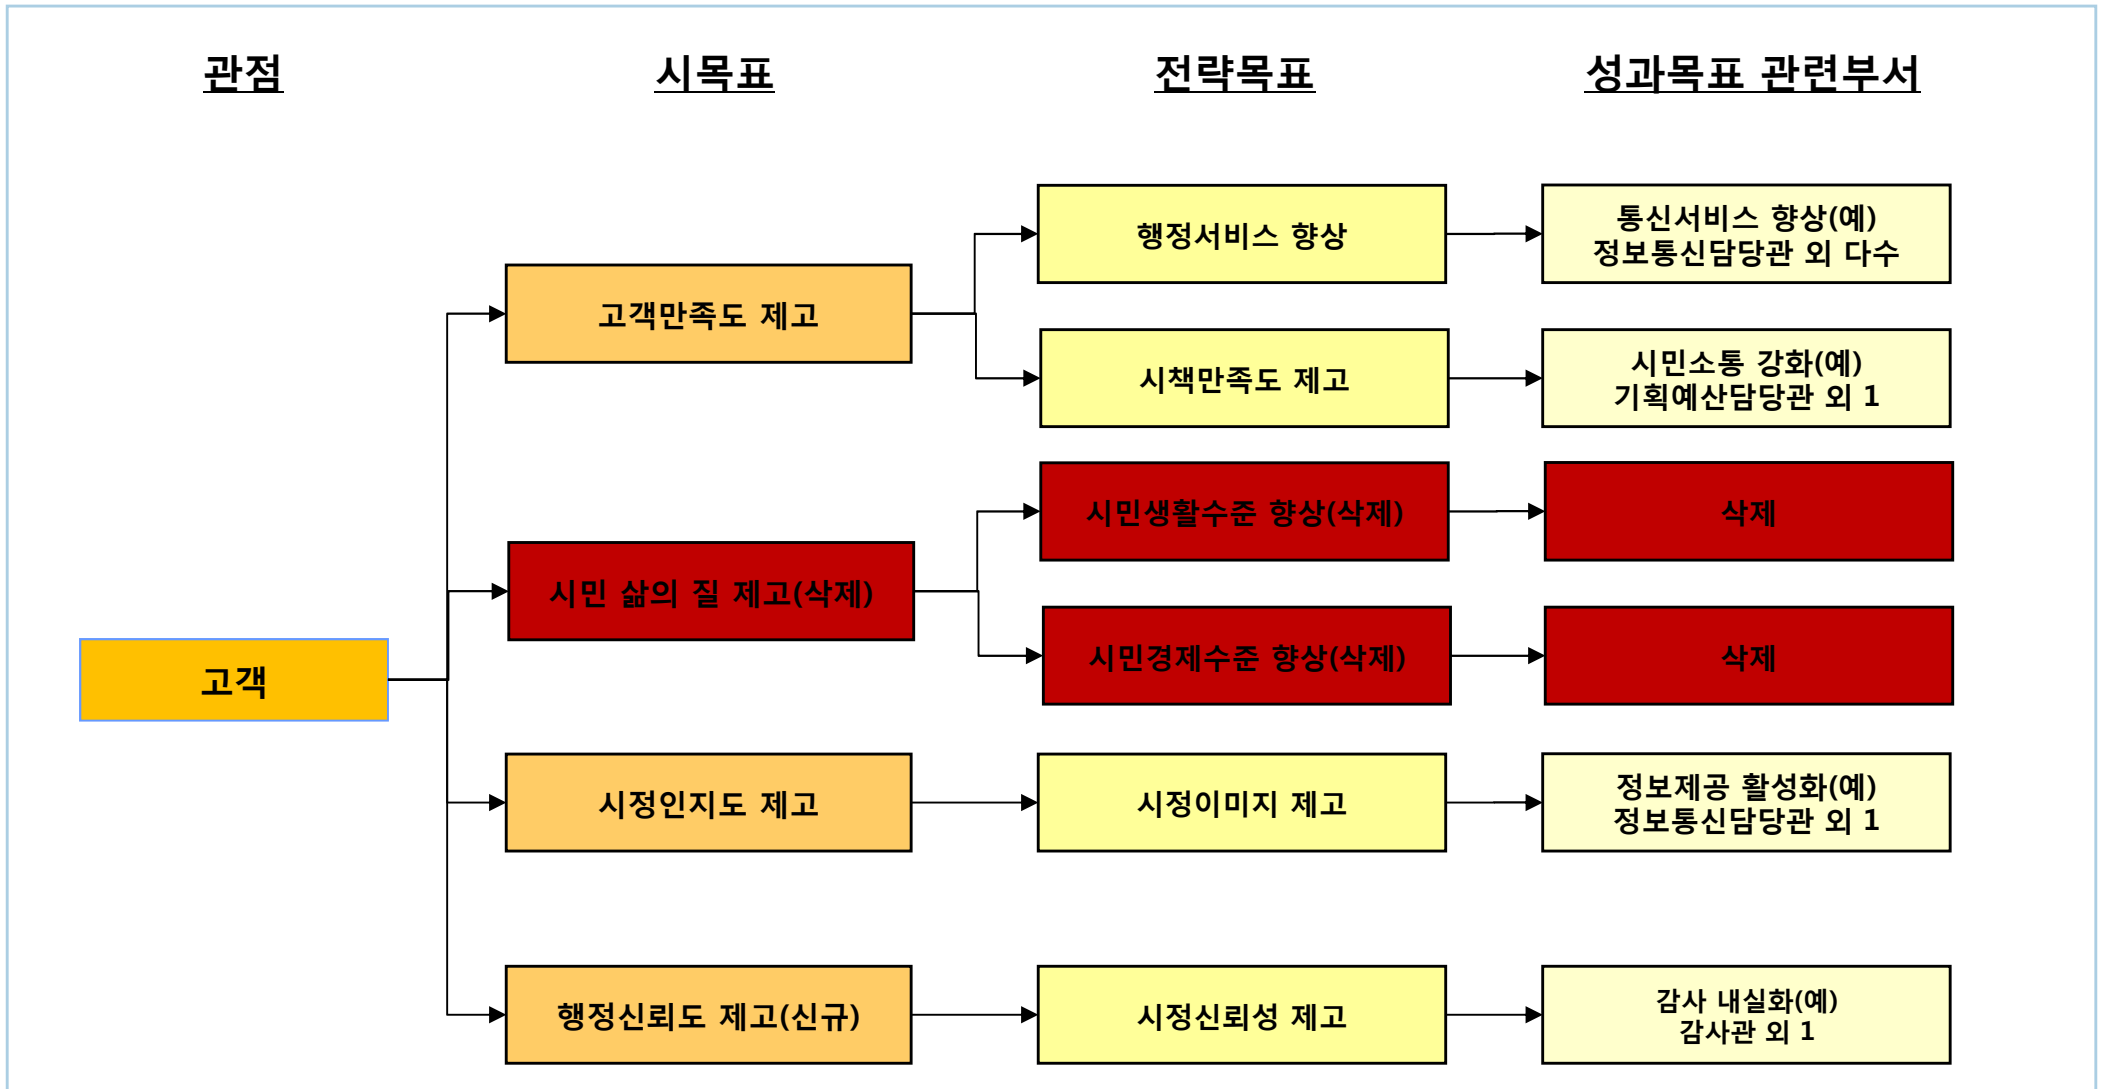 관점
시목표
전략목표
성과목표 관련부서
행정서비스 향상
통신서비스 향상(예)
정보통신담당관 외 다수
고객만족도 제고
시책만족도 제고
시민소통 강화(예)
기획예산담당관 외 1
시민생활수준 향상(삭제)
삭제
시민 삶의 질 제고(삭제)
시민경제수준 향상(삭제)
삭제
고객
시정인지도 제고
시정이미지 제고
정보제공 활성화(예)
정보통신담당관 외 1
행정신뢰도 제고(신규)
시정신뢰성 제고
감사 내실화(예)
감사관 외 1